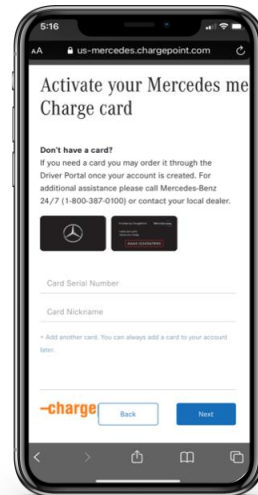 5:16
AA us-mercedes.chargepoint.com
Activate your Mercedes me
Charge card
Don't have a card?
If you need a card you may order it through the
Driver Portal once your account is created. For
additional assistance please call Mercedes-Benz
24/7 (1-800-387-0100) or contact your local dealer.
Card Serial Number
Card Nickname
+ Add another card. You can always add a card to your account
later.
-charge
Back
Next